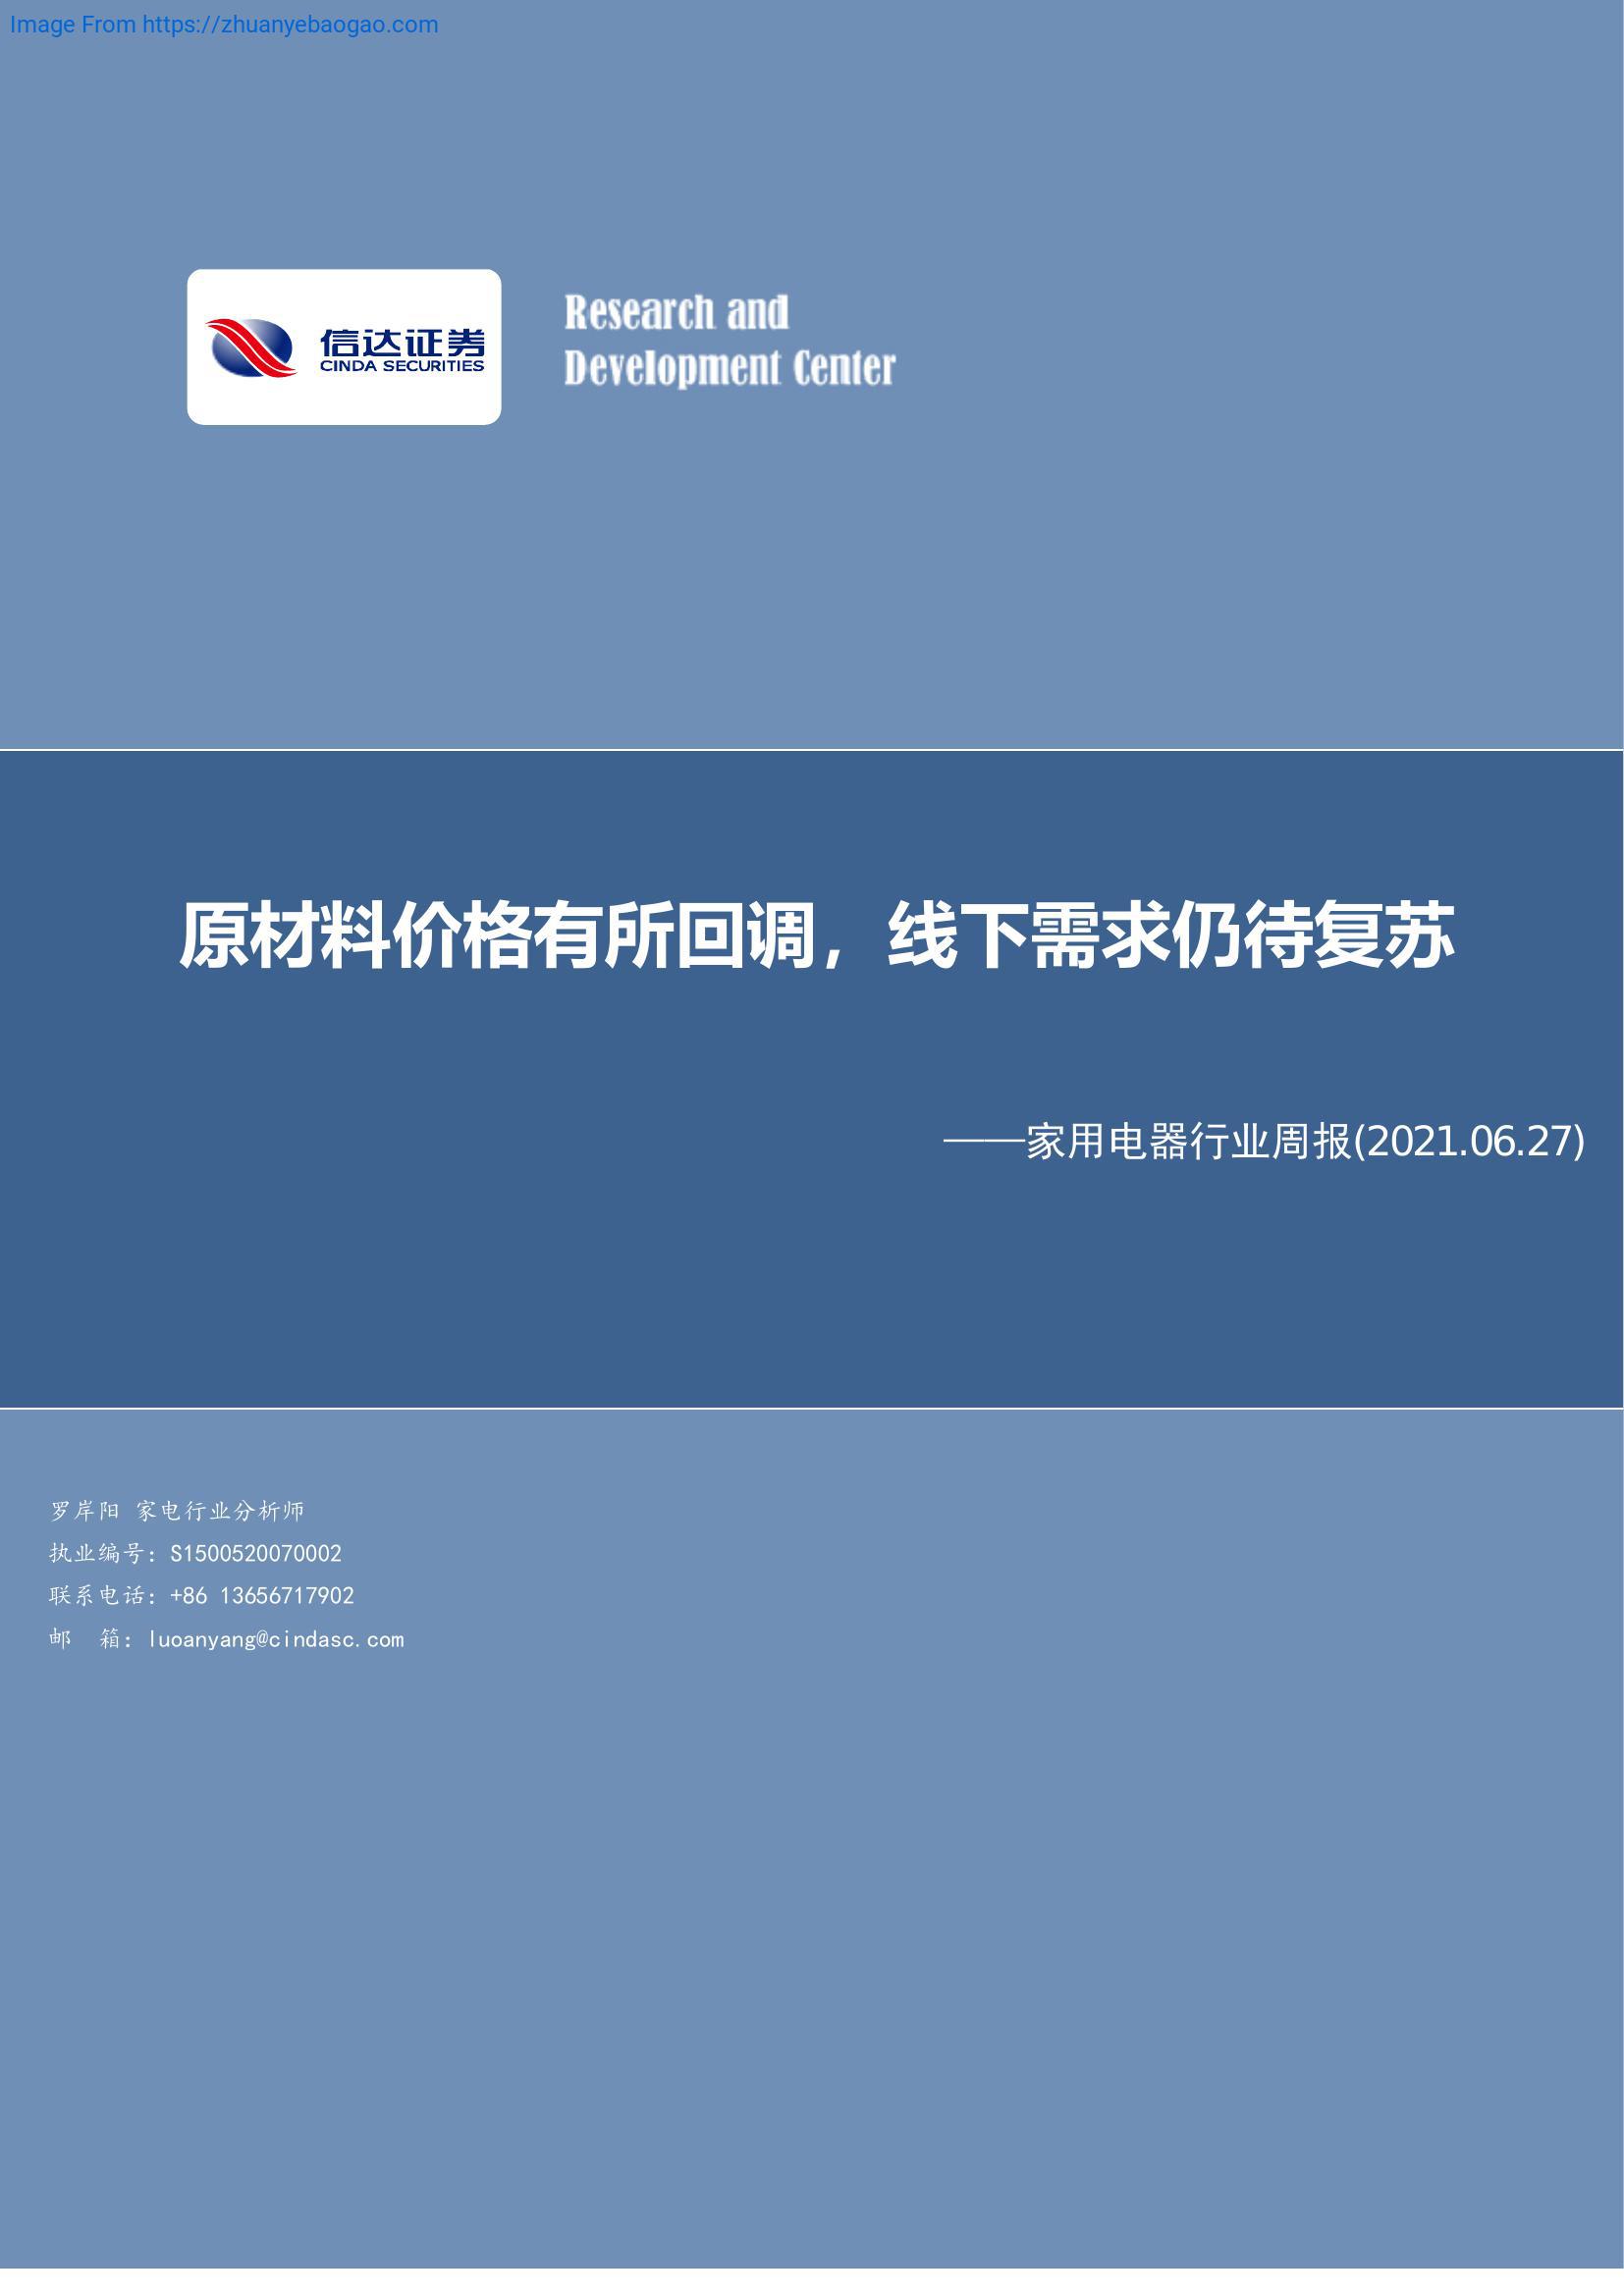 Image From https://zhuanyebaogao.com
信达证券
CINDA SECURITIES
Research and
Development Center
原材料价格有所回调，线下需求仍待复苏
——家用电器行业周报(2021.06.27)
罗岸阳 家电行业分析师
执业编号：S1500520070002
联系电话：+86 13656717902
邮 箱：luoanyang@cindasc.com